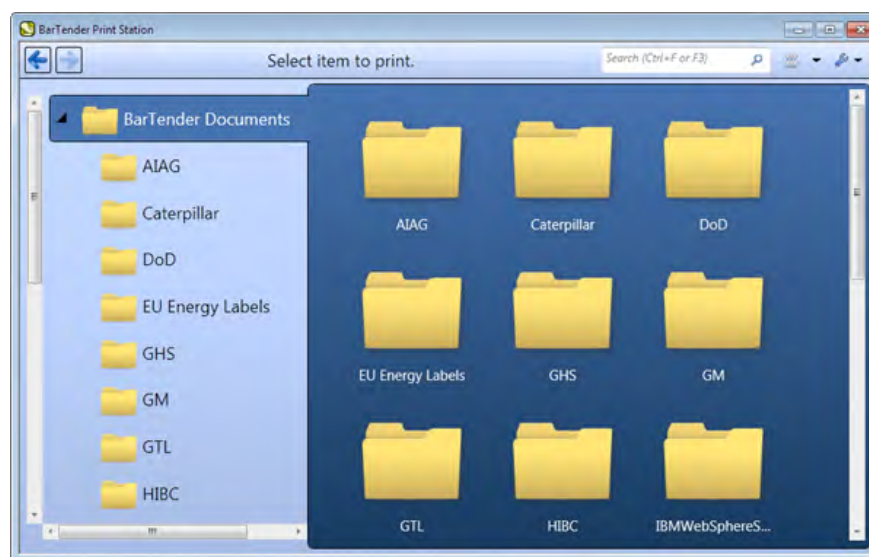 BarTender Print Station
Select item to print.
Search (Ctrl+F or F3)
BarTender Documents
AIAG
Caterpillar
DoD
EU Energy Labels
GHS
GM
GTL
HIBC
AIAG
Caterpillar
DoD
EU Energy Labels
GHS
GM
GTL
HIBC
IBMWebSphereS...